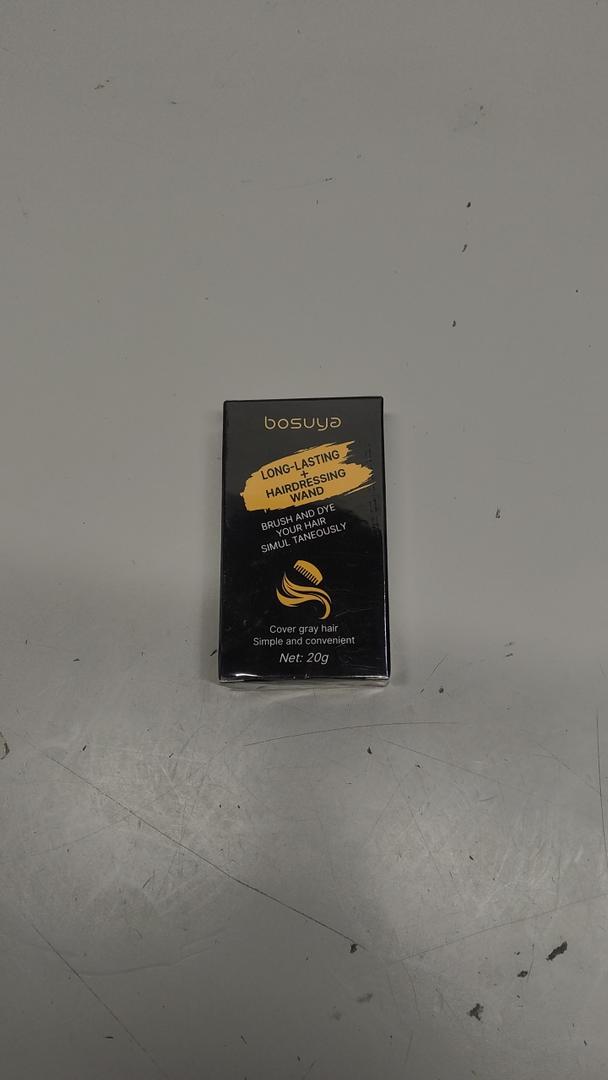 bosuya
LONG-LASTING
+
HAIRDRESSING
WAND
BRUSH AND DYE
YOUR HAIR
SIMUL TANEOUSLY
Cover gray hair
Simple and convenient
Net: 20g